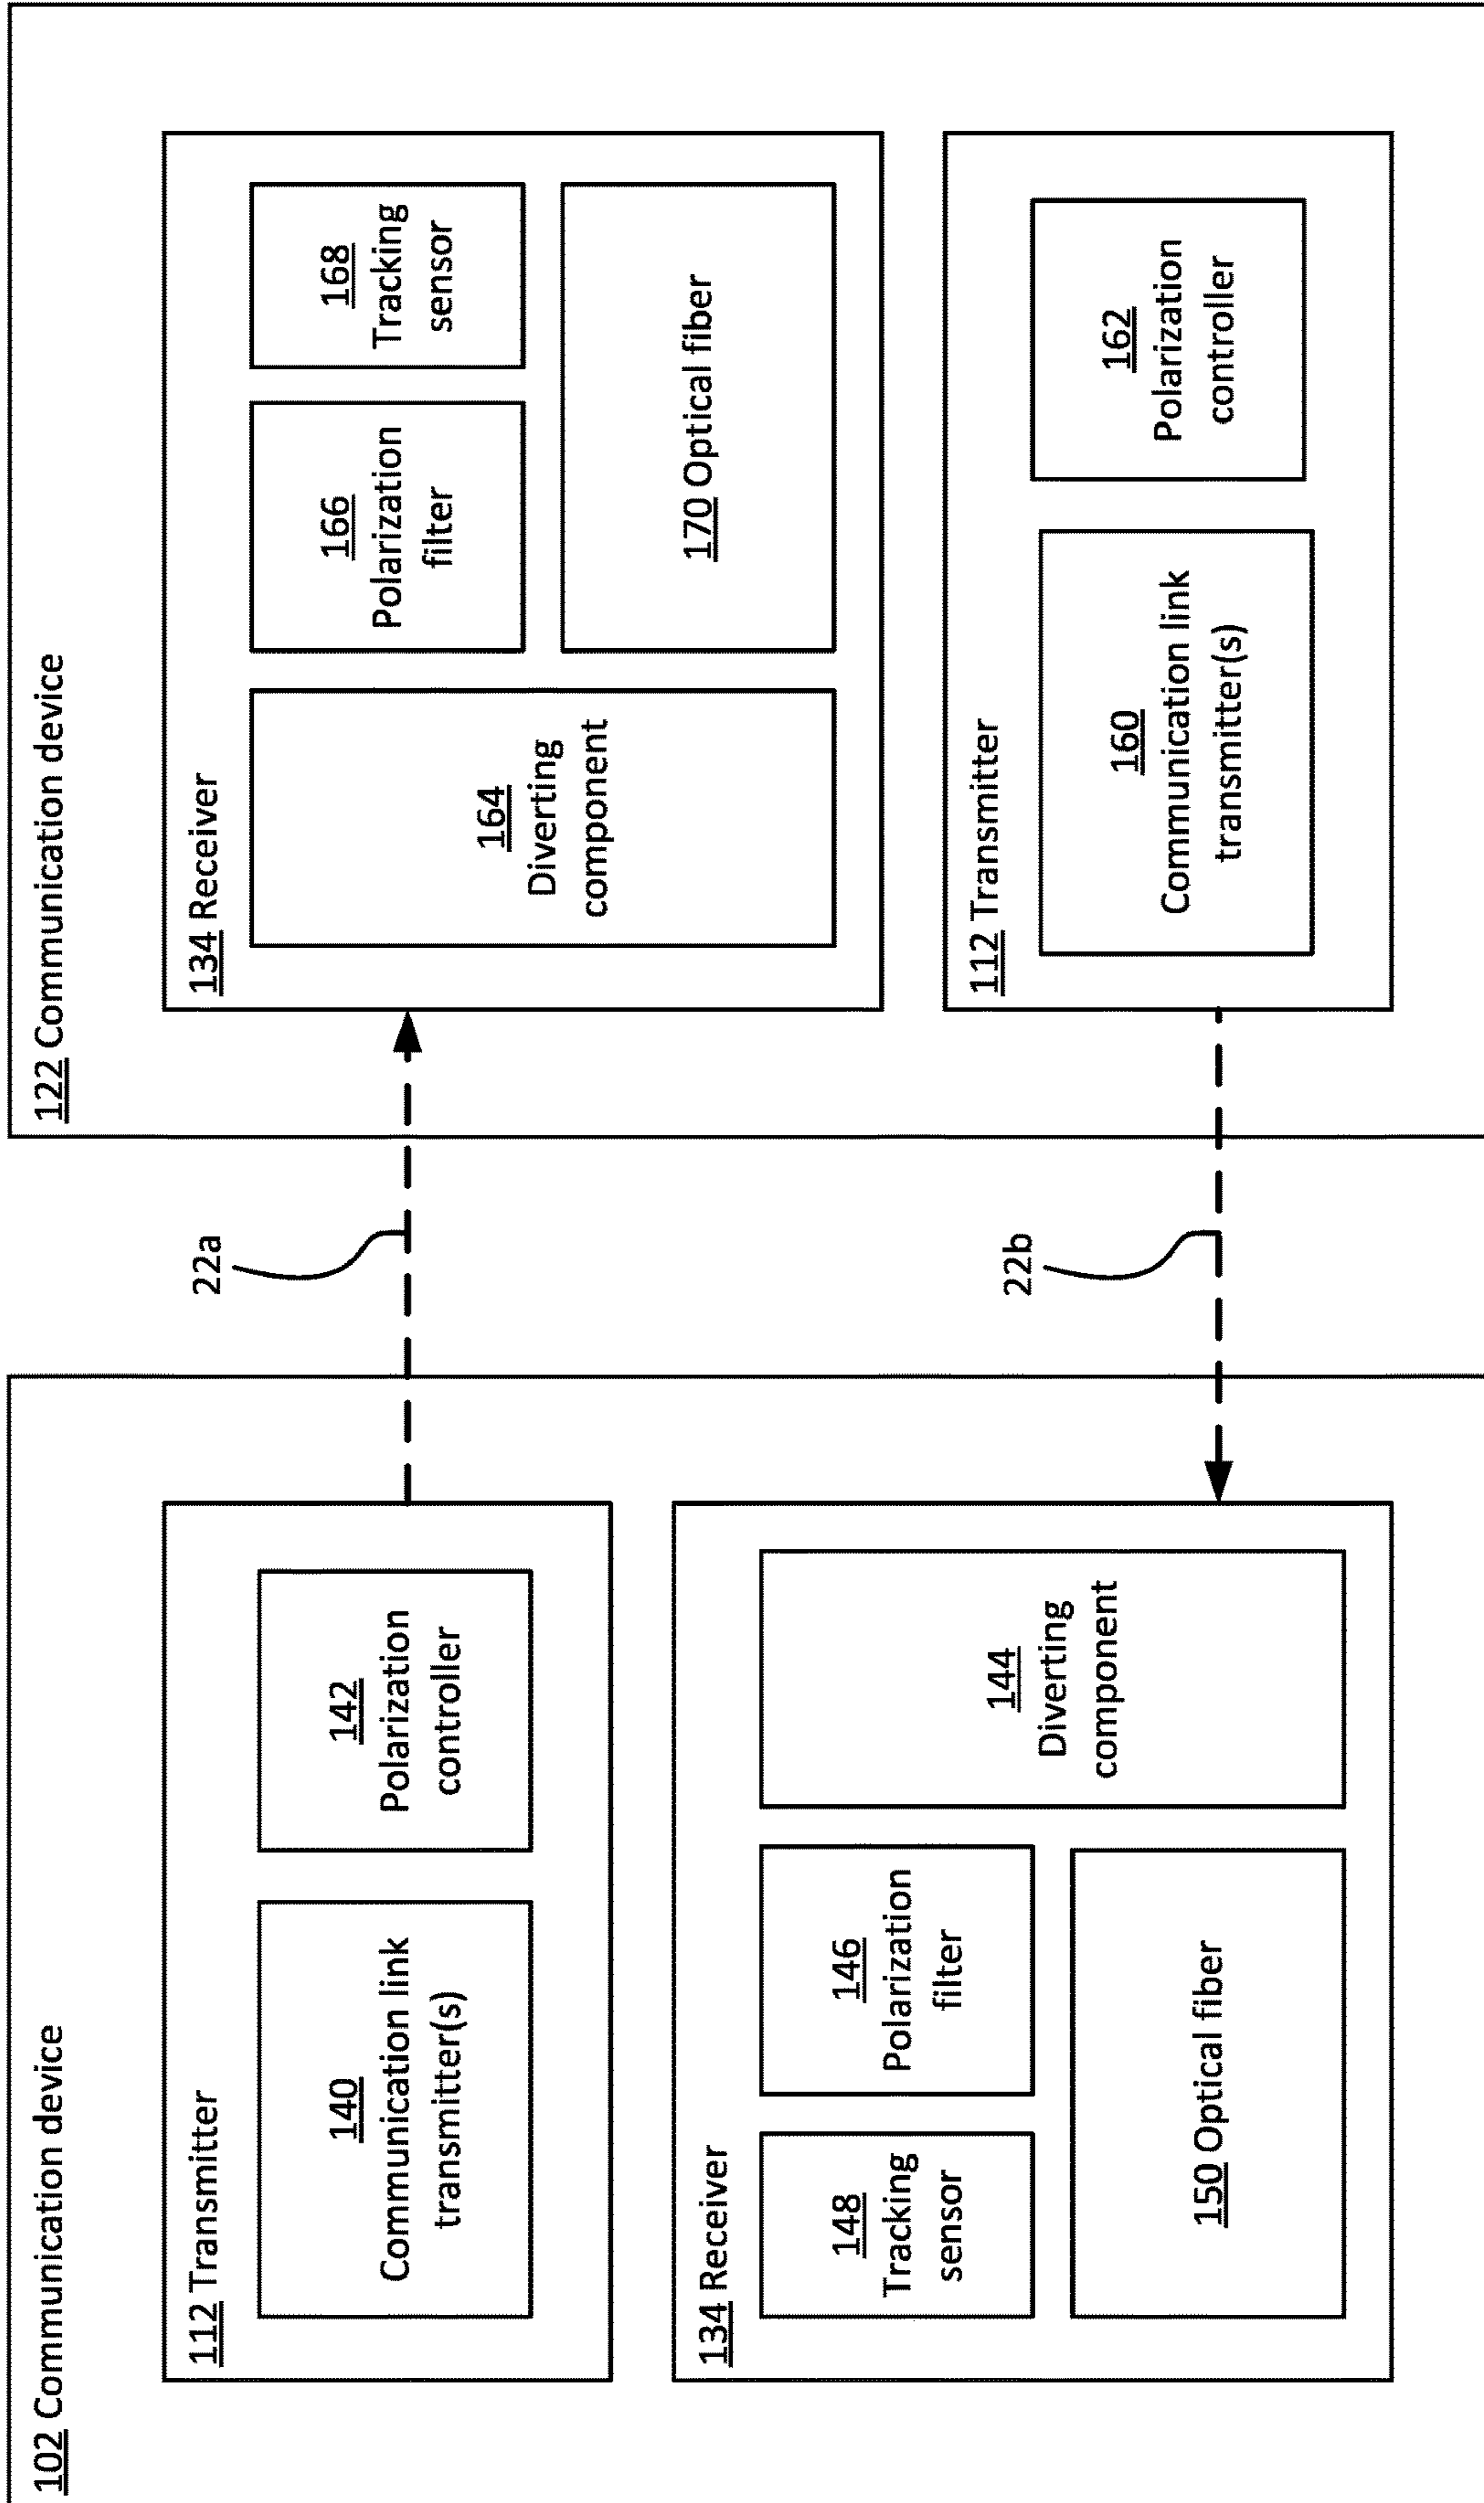 102 Communication device
112 Transmitter
140
Communication link
transmitter(s)
142
Polarization
controller
134 Receiver
148
Tracking
sensor
146
Polarization
filter
150 Optical fiber
144
Diverting
component
22a
22b
122 Communication device
134 Receiver
164
Diverting
component
166
Polarization
filter
168
Tracking
sensor
170 Optical fiber
112 Transmitter
160
Communication link
transmitter(s)
162
Polarization
controller